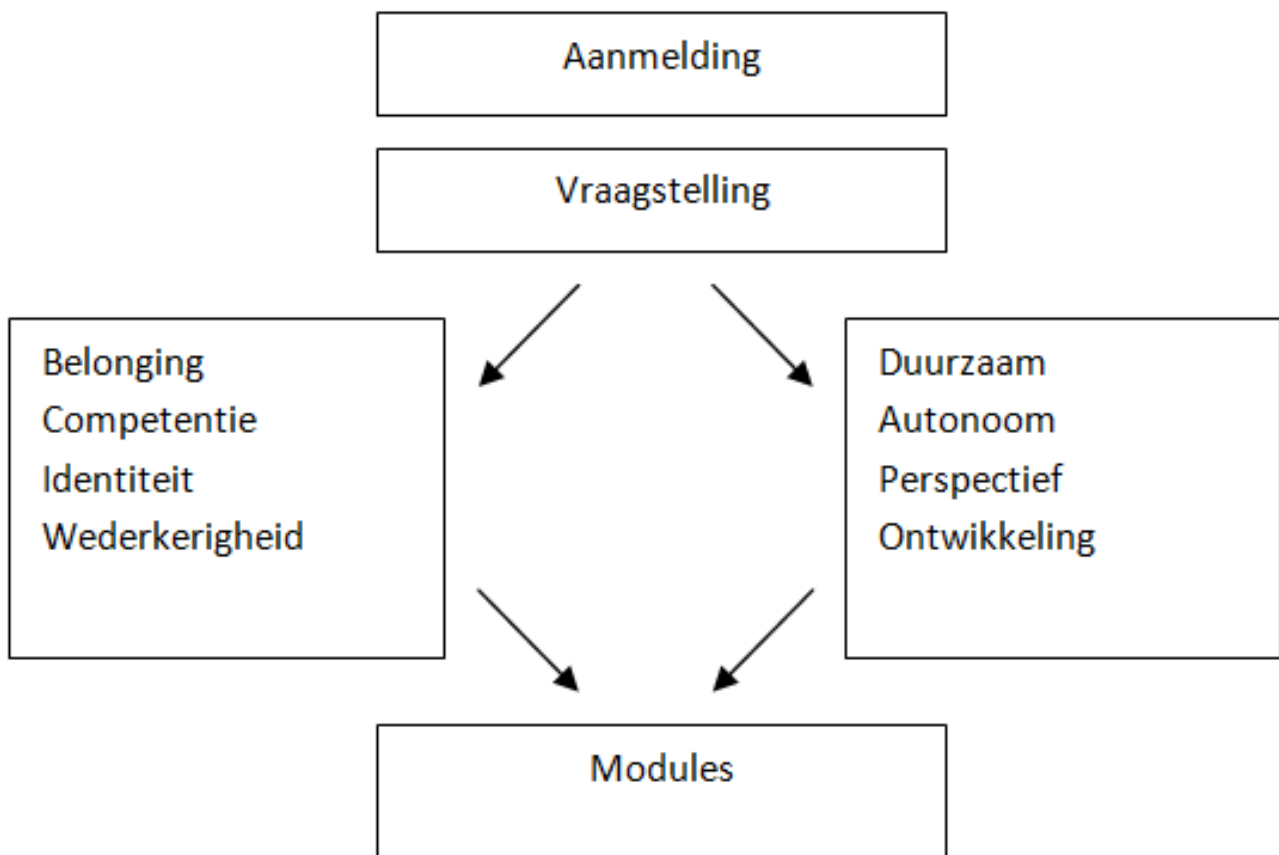 Aanmelding
Vraagstelling
Belonging
Competentie
Identiteit
Wederkerigheid
Duurzaam
Autonoom
Perspectief
Ontwikkeling
Modules